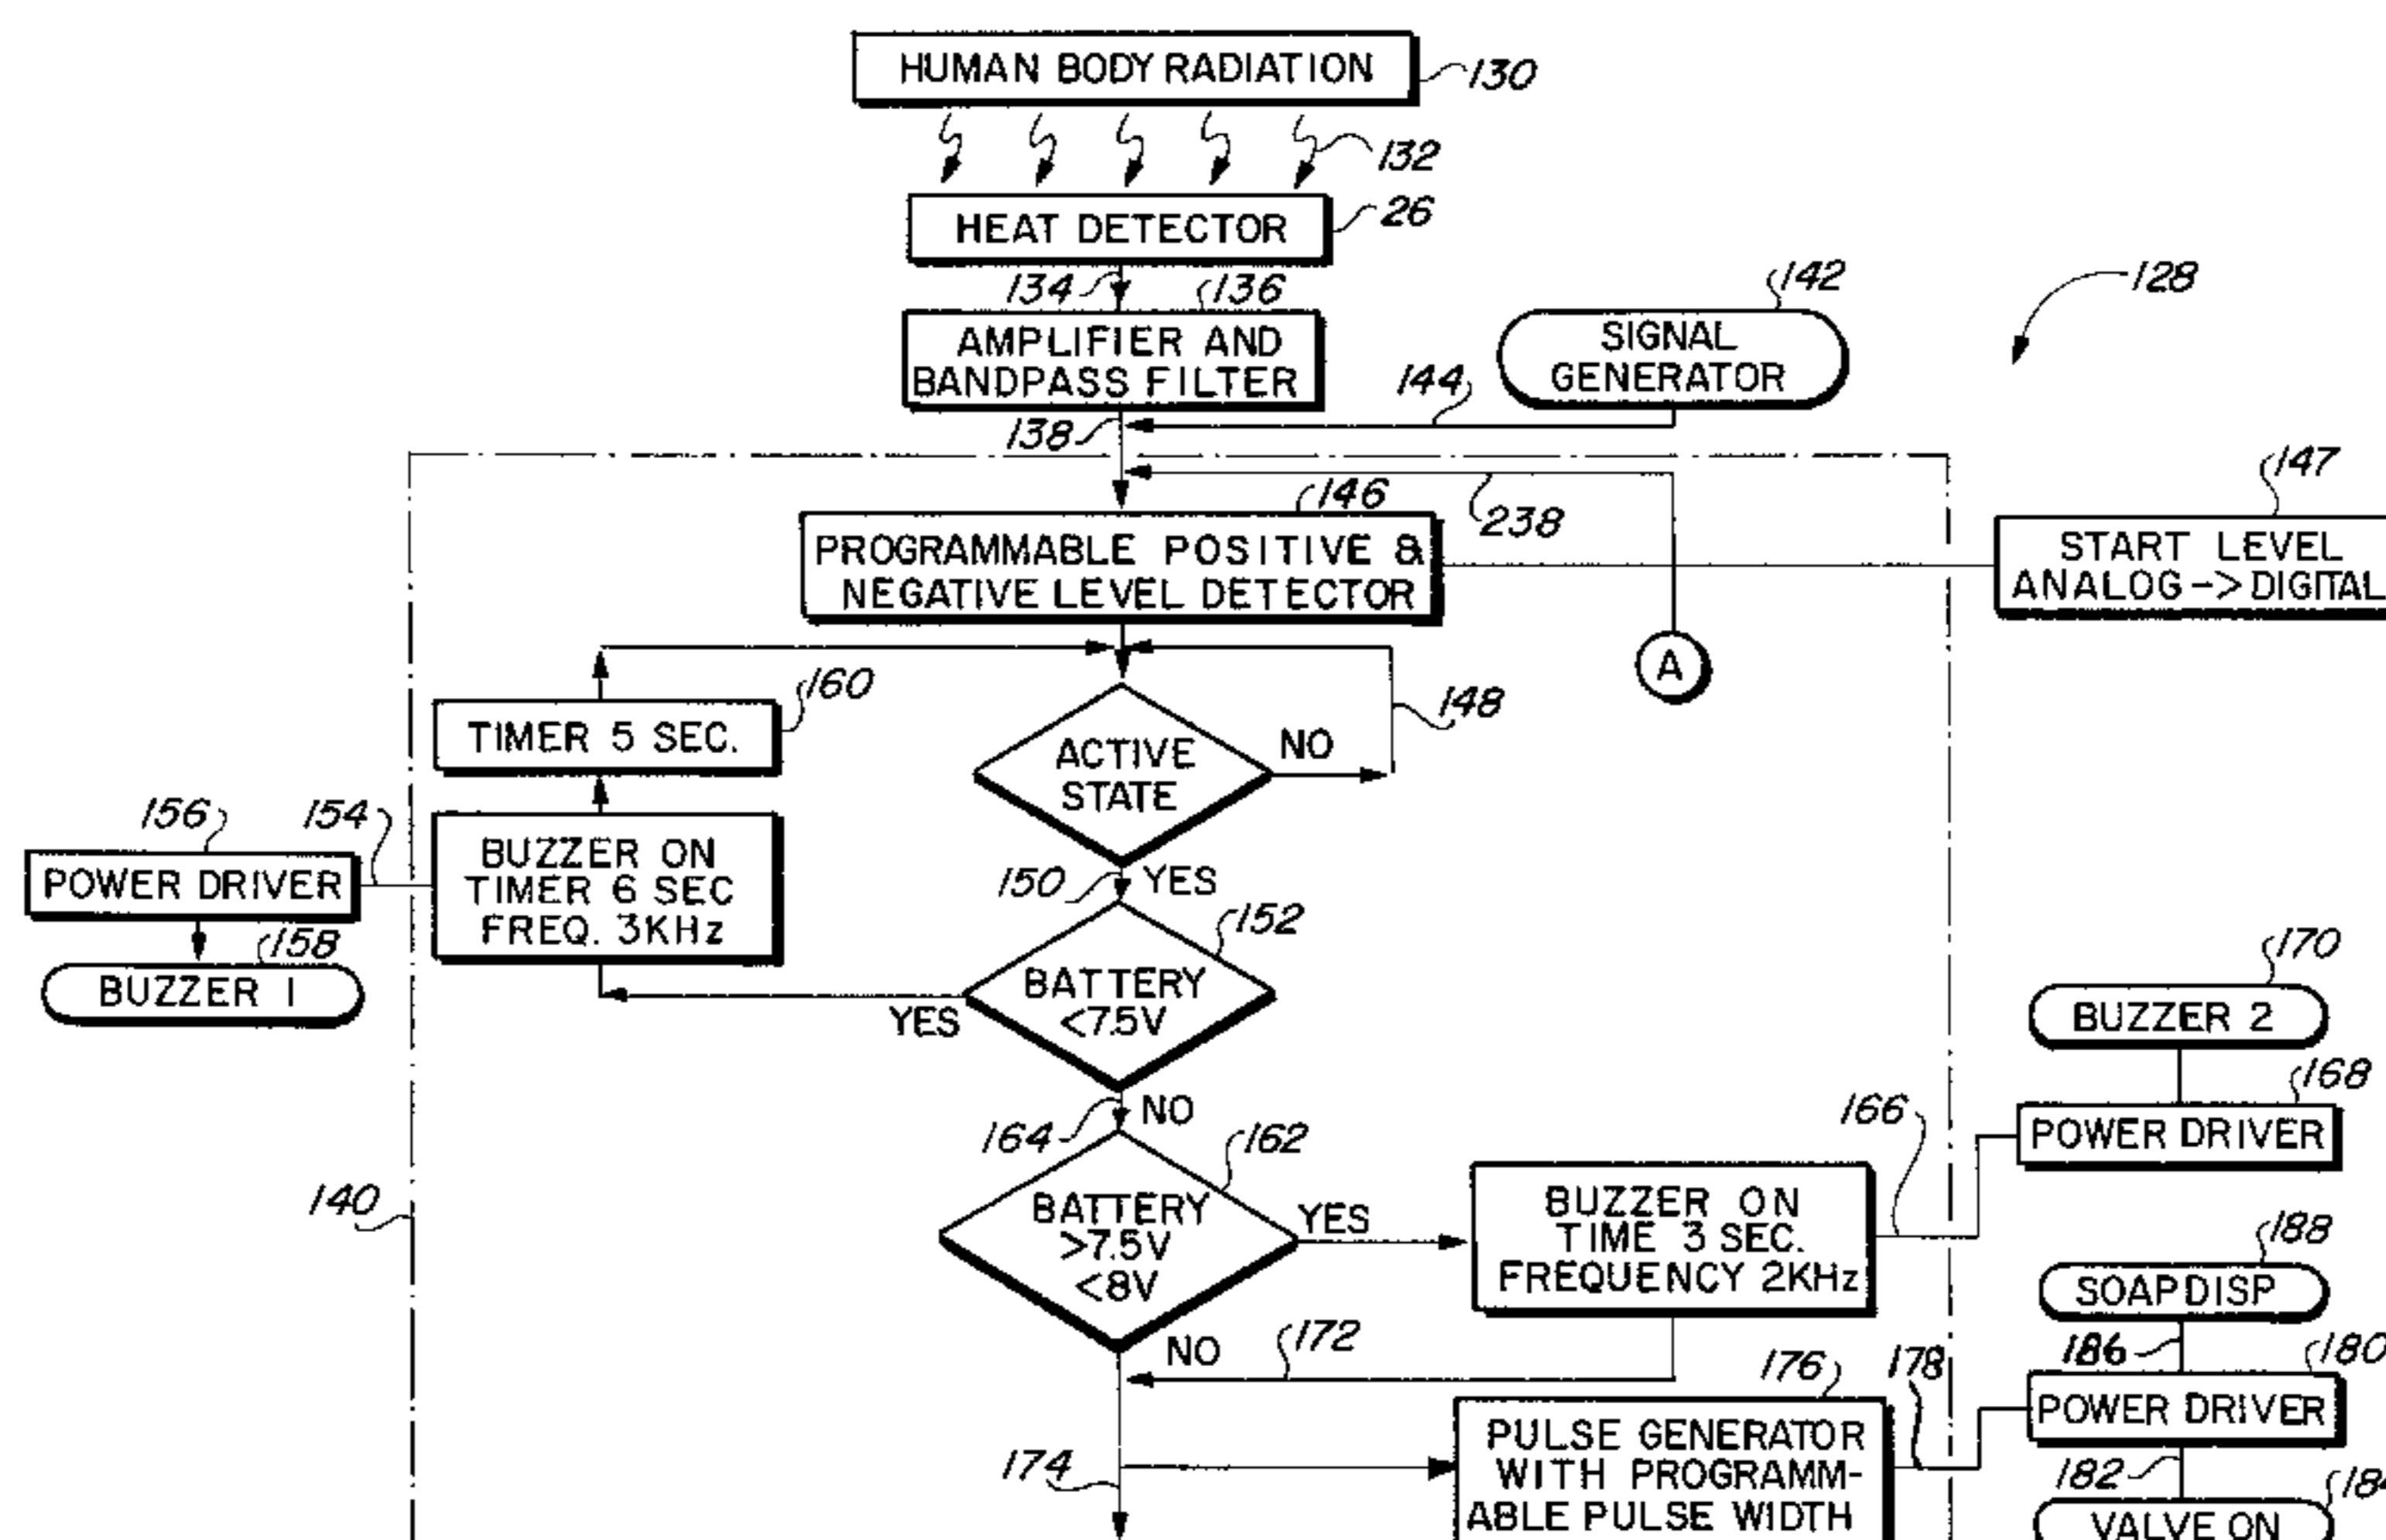 HUMAN BODY RADIATION
130
132
HEAT DETECTOR
26
134
136
142
128
AMPLIFIER AND
BANDPASS FILTER
SIGNAL
GENERATOR
144
138
147
146
238
PROGRAMMABLE POSITIVE &
NEGATIVE LEVEL DETECTOR
START LEVEL
ANALOG -> DIGITAL
A
160
148
TIMER 5 SEC.
ACTIVE
STATE
NO
156
154
BUZZER ON
TIMER 6 SEC
FREQ. 3KHz
POWER DRIVER
150
YES
158
BUZZER 1
152
BATTERY
<7.5V
YES
170
BUZZER 2
168
POWER DRIVER
NO
164
162
166
140
BATTERY
>7.5V
<8V
YES
BUZZER ON
TIME 3 SEC.
FREQUENCY 2KHz
188
SOAP DISP
NO
172
186
180
176
178
POWER DRIVER
174
PULSE GENERATOR
WITH PROGRAMM-
ABLE PULSE WIDTH
182
184
VALVE ON